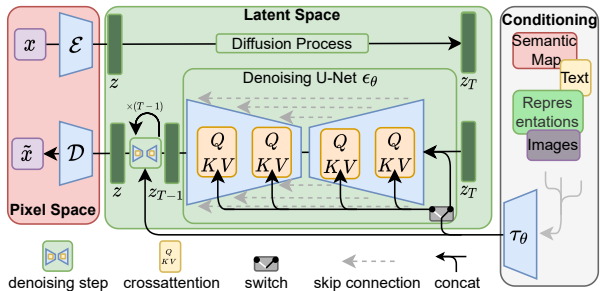 Latent Space
Conditioning
x
ℰ
Diffusion Process
z
z_T
Semantic
Map
Text
Repres
entations
Images
Denoising U-Net ϵ_θ
×(T−1)
x̃
𝒟
z
z_{T−1}
Q
KV
Q
KV
Q
KV
Q
KV
z_T
τ_θ
Pixel Space
Q
KV
denoising step
crossattention
switch
skip connection
concat